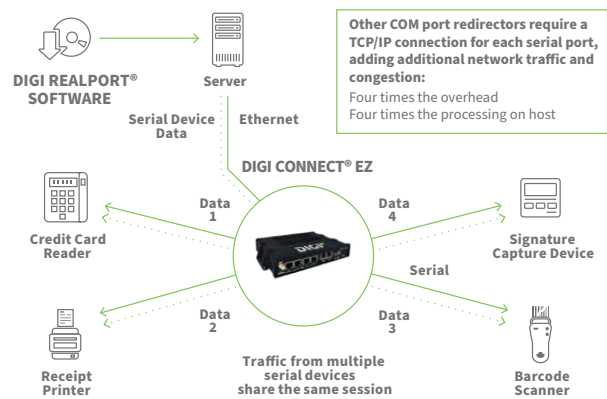 DIGI REALPORT®
SOFTWARE
Server
Other COM port redirectors require a
TCP/IP connection for each serial port,
adding additional network traffic and
congestion:
Four times the overhead
Four times the processing on host
Serial Device
Data
Ethernet
DIGI CONNECT® EZ
Data
1
Data
4
Credit Card
Reader
DIGI
Signature
Capture Device
Serial
Data
2
Data
3
Receipt
Printer
Traffic from multiple
serial devices
share the same session
Barcode
Scanner